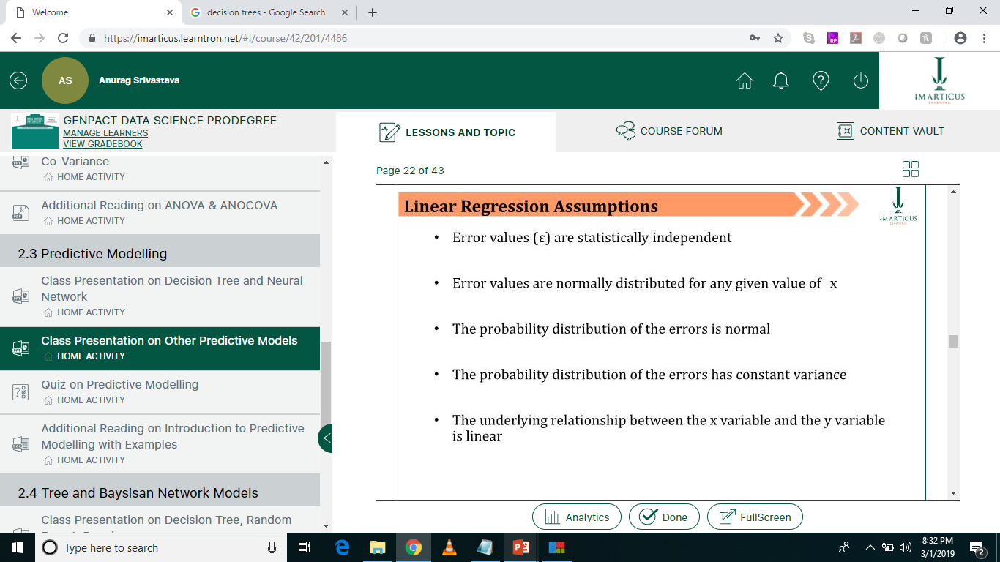 Welcome
decision trees - Google Search
https://imarticus.learntron.net/#!/course/42/201/4486
AS
Anurag Srivastava
IMARTICUS
LEARNING
GENPACT DATA SCIENCE PRODEGREE
MANAGE LEARNERS
VIEW GRADEBOOK
LESSONS AND TOPIC
COURSE FORUM
CONTENT VAULT
Co-Variance
HOME ACTIVITY
Additional Reading on ANOVA & ANOCOVA
HOME ACTIVITY
2.3 Predictive Modelling
Class Presentation on Decision Tree and Neural
Network
HOME ACTIVITY
Class Presentation on Other Predictive Models
HOME ACTIVITY
Quiz on Predictive Modelling
HOME ACTIVITY
Additional Reading on Introduction to Predictive
Modelling with Examples
HOME ACTIVITY
2.4 Tree and Baysisan Network Models
Class Presentation on Decision Tree, Random
Page 22 of 43
Linear Regression Assumptions
IMARTICUS
LEARNING
• Error values (ε) are statistically independent
• Error values are normally distributed for any given value of x
• The probability distribution of the errors is normal
• The probability distribution of the errors has constant variance
• The underlying relationship between the x variable and the y variable
is linear
Analytics
Done
FullScreen
Type here to search
8:32 PM
3/1/2019
2